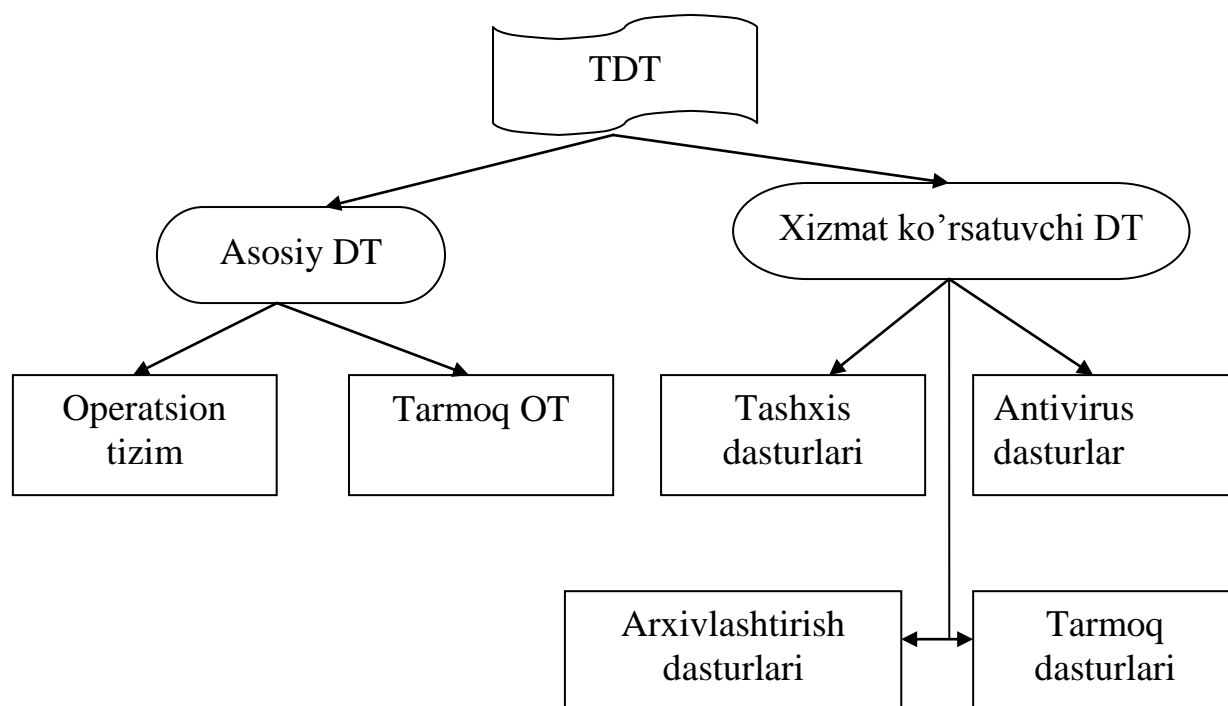 TDT
Asosiy DT
Xizmat ko’rsatuvchi DT
Operatsion
tizim
Tarmoq OT
Tashxis
dasturlari
Antivirus
dasturlar
Arxivlashtirish
dasturlari
Tarmoq
dasturlari